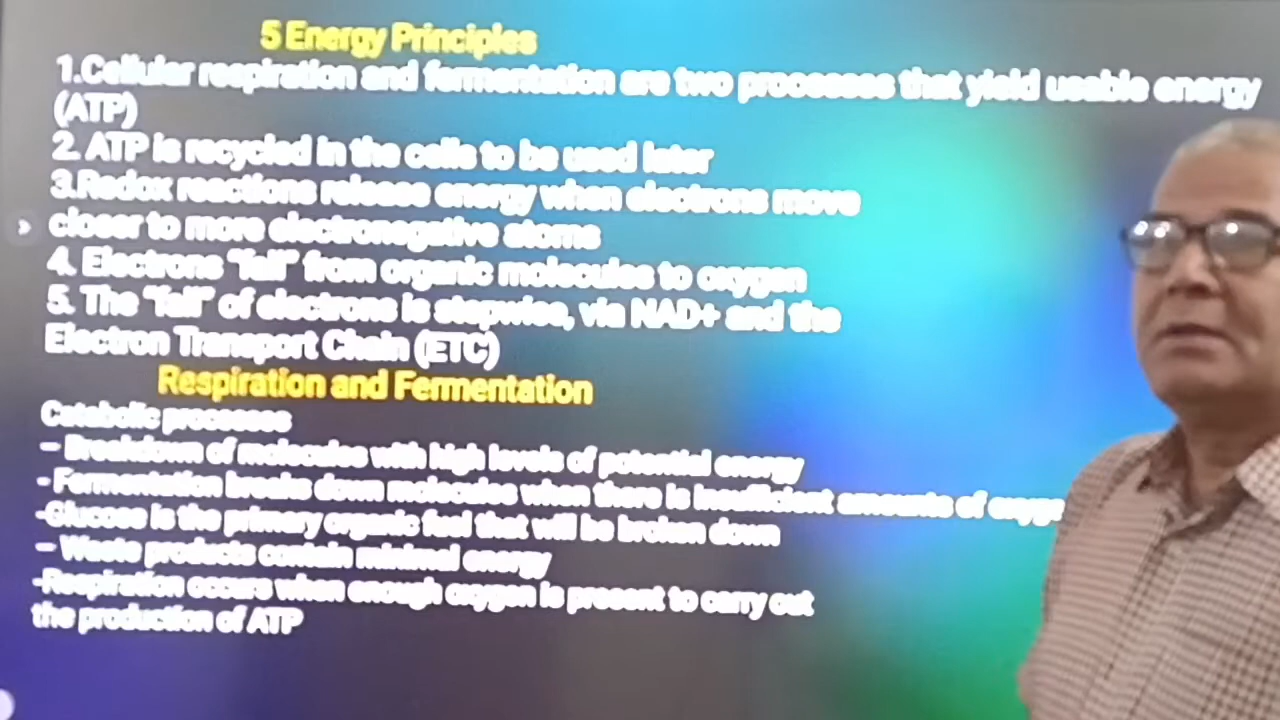 5 Energy Principles
1.Cellular respiration and fermentation are two processes that yield usable energy
(ATP)
2. ATP is recycled in the cells to be used later
3.Redox reactions release energy when electrons move
closer to more electronegative atoms
4. Electrons "fall" from organic molecules to oxygen
5. The "fall" of electrons is stepwise, via NAD+ and the
Electron Transport Chain (ETC)
Respiration and Fermentation
Catabolic processes
– Breakdown of molecules with high levels of potential energy
- Fermentation breaks down molecules when there is insufficient amounts of oxyge
-Glucose is the primary organic fuel that will be broken down
– Waste products contain minimal energy
-Respiration occurs when enough oxygen is present to carry out
the production of ATP